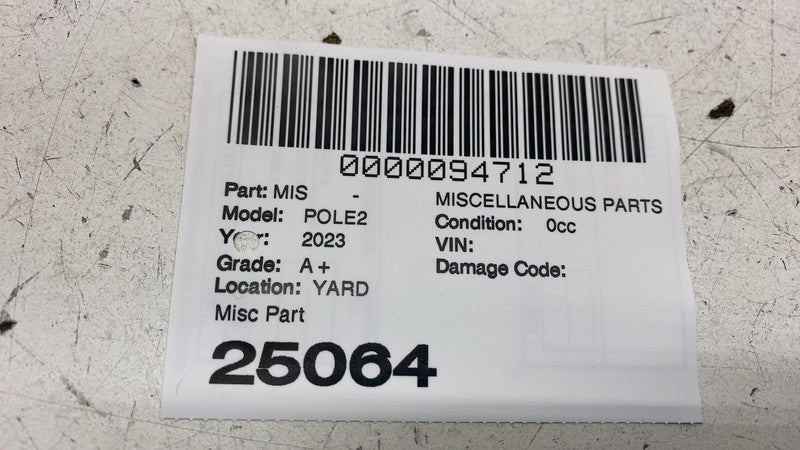 0000094712
Part: MIS - MISCELLANEOUS PARTS
Model: POLE2 Condition: 0cc
2023 VIN:
Grade: A+ Damage Code:
Location: YARD
Misc Part
25064